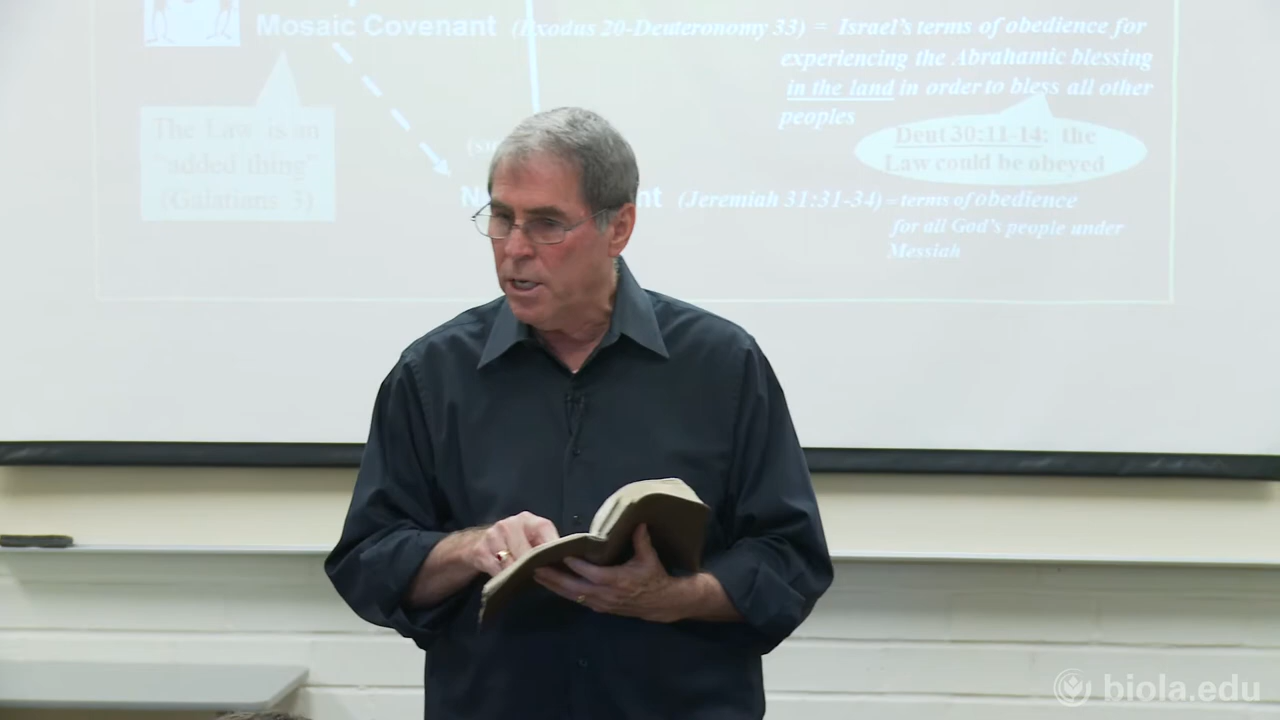 Mosaic Covenant (Exodus 20-Deuteronomy 33) = Israel's terms of obedience for
experiencing the Abrahamic blessing
in the land in order to bless all other
peoples
The Law is an
"added thing"
(Galatians 3)
Deut 30:11-14: the
Law could be obeyed
(Jeremiah 31:31-34) = terms of obedience
for all God's people under
Messiah
biola.edu